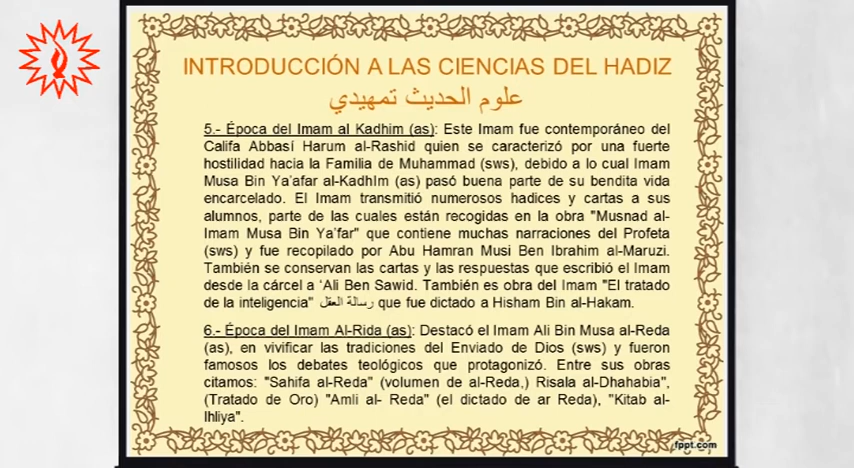 INTRODUCCIÓN A LAS CIENCIAS DEL HADIZ
علوم الحديث تمهيدي
5.- Época del Imam al Kadhim (as): Este Imam fue contemporáneo del
Califa Abbasí Harum al-Rashid quien se caracterizó por una fuerte
hostilidad hacia la Familia de Muhammad (sws), debido a lo cual Imam
Musa Bin Ya'afar al-KadhIm (as) pasó buena parte de su bendita vida
encarcelado. El Imam transmitió numerosos hadices y cartas a sus
alumnos, parte de las cuales están recogidas en la obra "Musnad al-
Imam Musa Bin Ya'far" que contiene muchas narraciones del Profeta
(sws) y fue recopilado por Abu Hamran Musi Ben Ibrahim al-Maruzi.
También se conservan las cartas y las respuestas que escribió el Imam
desde la cárcel a 'Ali Ben Sawid. También es obra del Imam "El tratado
de la inteligencia" رسالة العقل que fue dictado a Hisham Bin al-Hakam.
6.- Época del Imam Al-Rida (as): Destacó el Imam Ali Bin Musa al-Reda
(as), en vivificar las tradiciones del Enviado de Dios (sws) y fueron
famosos los debates teológicos que protagonizó. Entre sus obras
citamos: "Sahifa al-Reda" (volumen de al-Reda,) Risala al-Dhahabia",
(Tratado de Oro) "Amli al- Reda" (el dictado de ar Reda), "Kitab al-
Ihliya".
fppt.com